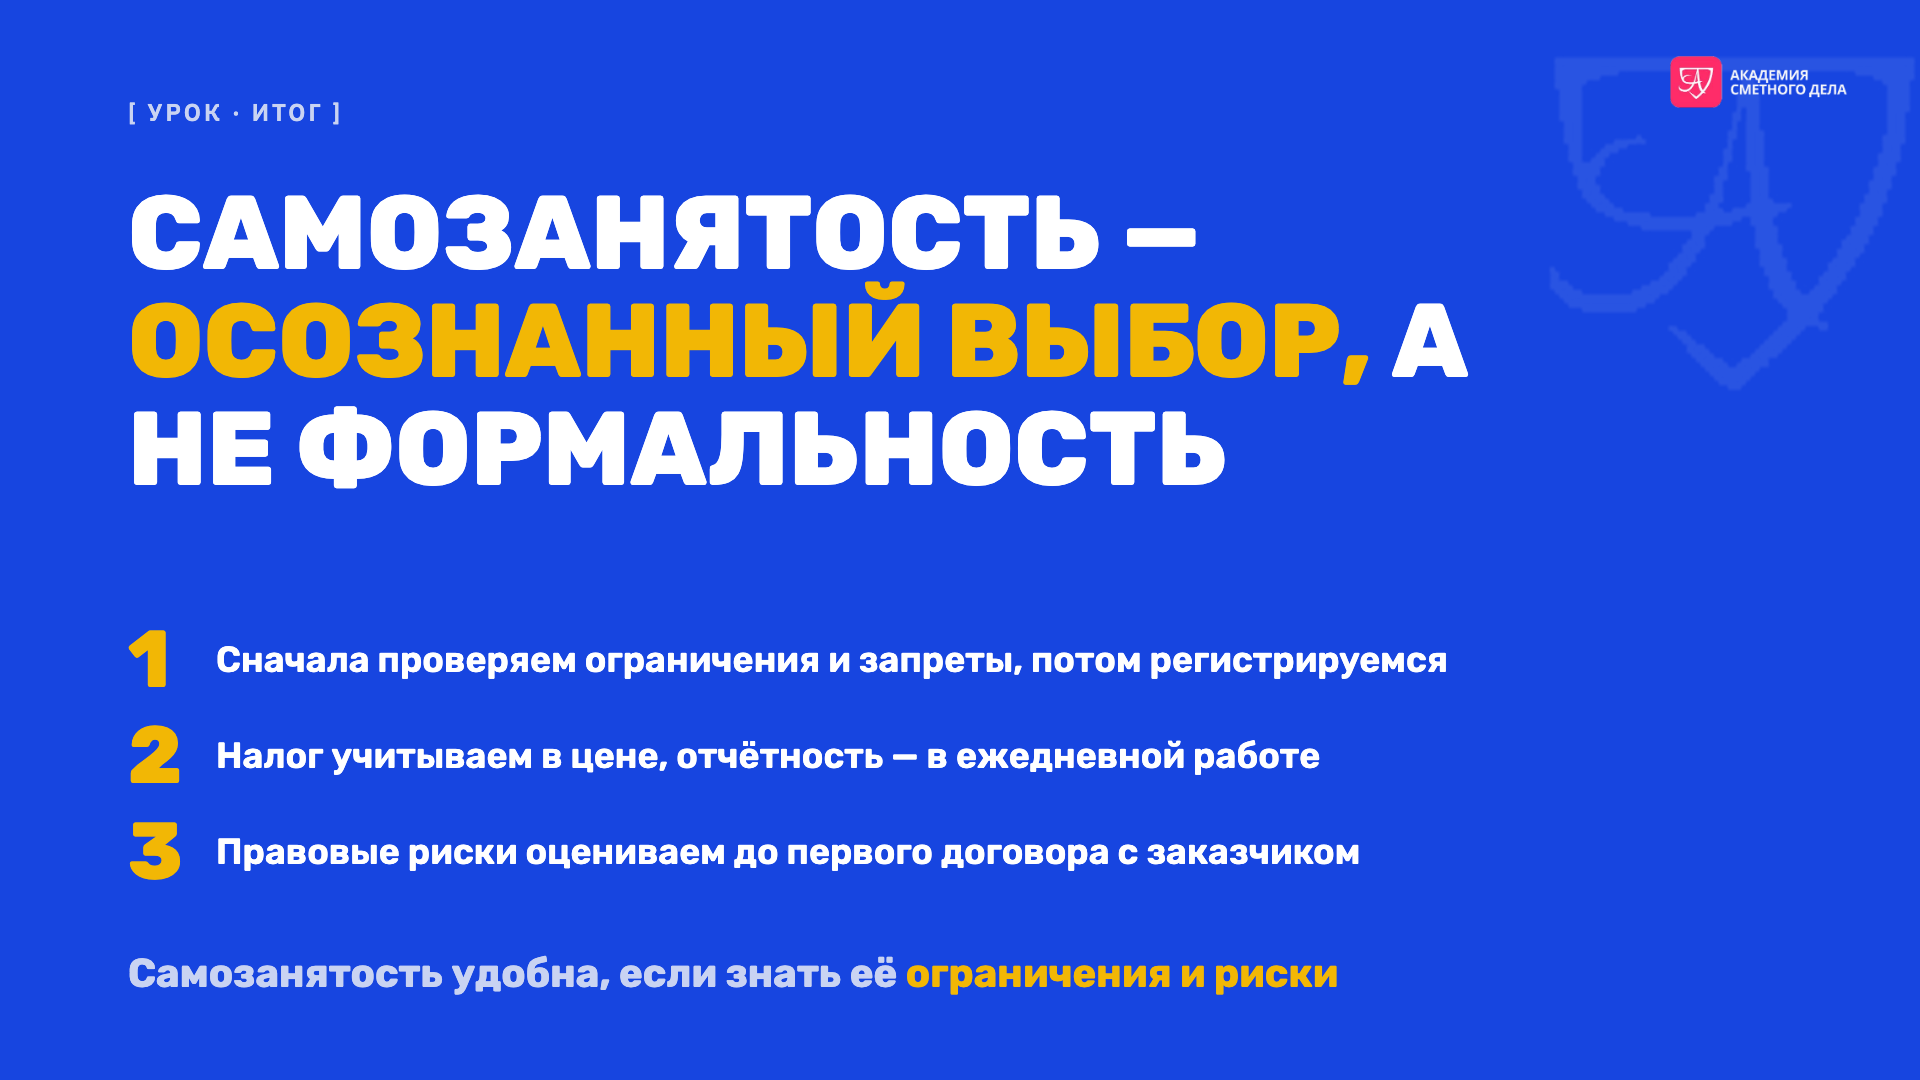 [ УРОК · ИТОГ ]
АКАДЕМИЯ
СМЕТНОГО ДЕЛА
САМОЗАНЯТОСТЬ —
ОСОЗНАННЫЙ ВЫБОР, А
НЕ ФОРМАЛЬНОСТЬ
1 Сначала проверяем ограничения и запреты, потом регистрируемся
2 Налог учитываем в цене, отчётность — в ежедневной работе
3 Правовые риски оцениваем до первого договора с заказчиком
Самозанятость удобна, если знать её ограничения и риски